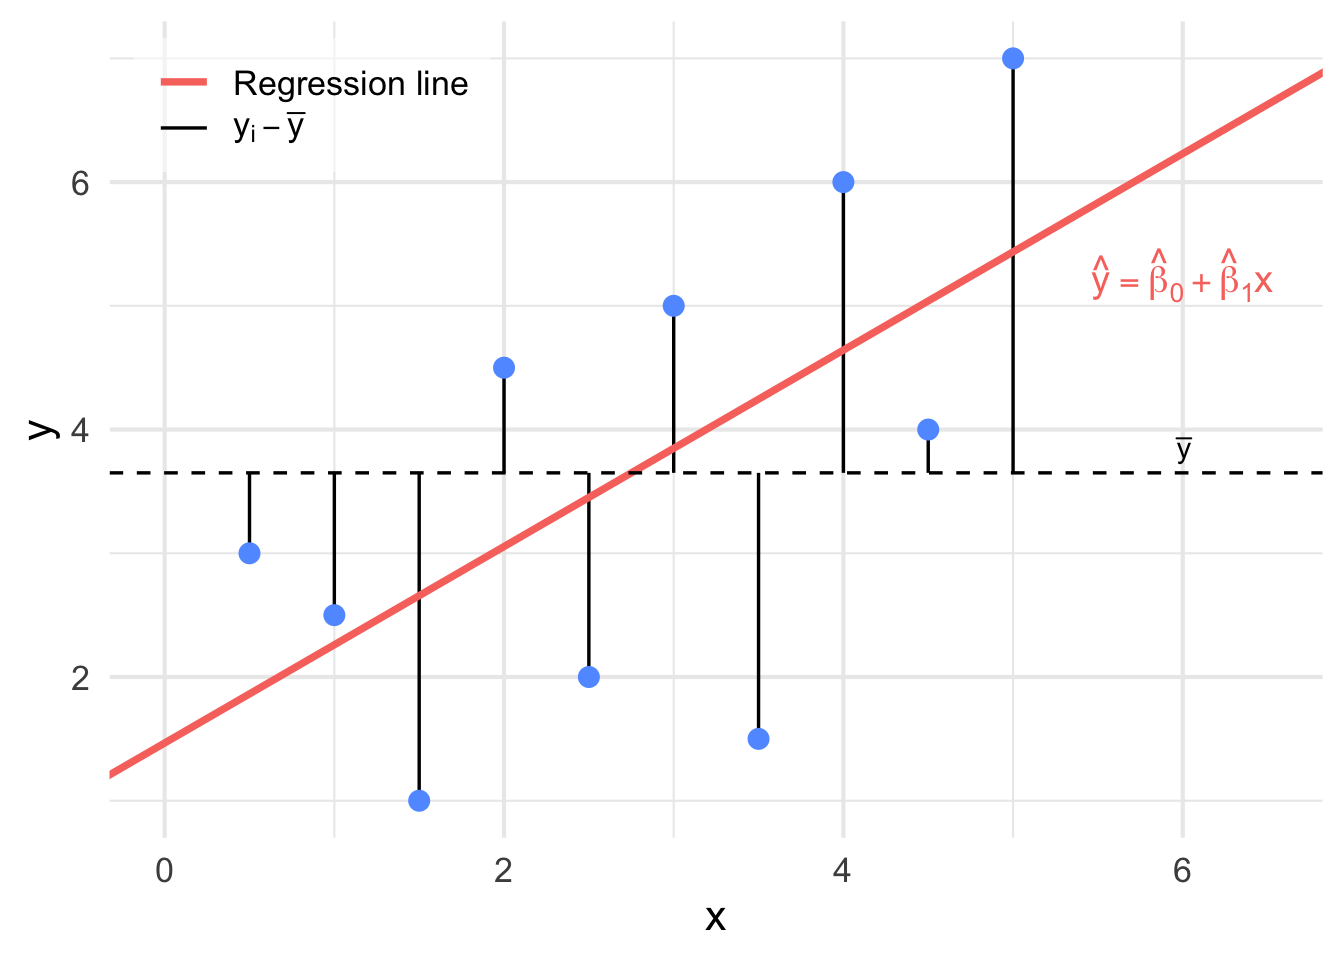 Regression line
yᵢ − ȳ
6
ŷ = β̂₀ + β̂₁x
y
4
ȳ
2
0
2
4
6
x